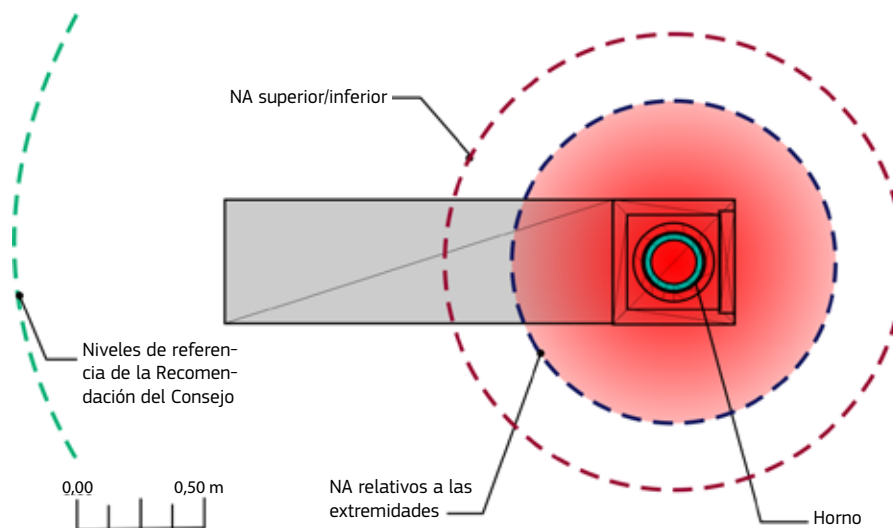 NA superior/inferior
Niveles de referen-
cia de la Recomen-
dación del Consejo
0,00
0,50 m
NA relativos a las
extremidades
Horno